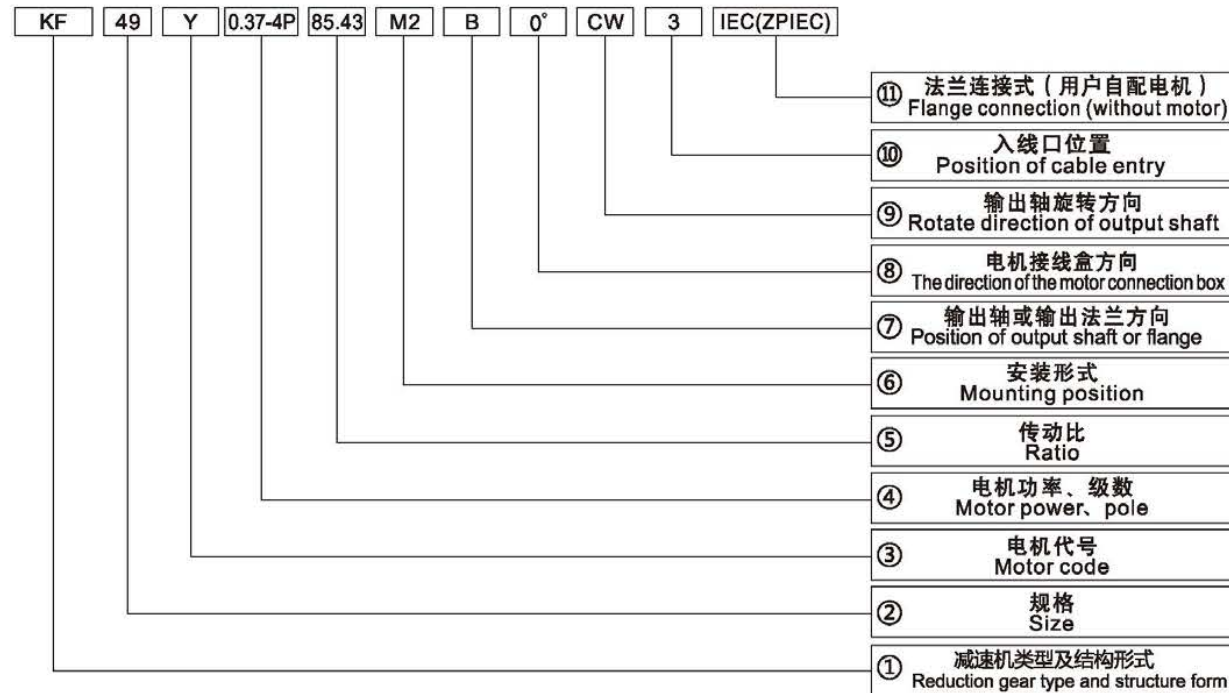 KF 49 Y 0.37-4P 85.43 M2 B 0° CW 3 IEC(ZPIEC)
⑪ 法兰连接式（用户自配电机）
Flange connection (without motor)
⑩ 入线口位置
Position of cable entry
⑨ 输出轴旋转方向
Rotate direction of output shaft
⑧ 电机接线盒方向
The direction of the motor connection box
⑦ 输出轴或输出法兰方向
Position of output shaft or flange
⑥ 安装形式
Mounting position
⑤ 传动比
Ratio
④ 电机功率、级数
Motor power、pole
③ 电机代号
Motor code
② 规格
Size
① 减速机类型及结构形式
Reduction gear type and structure form